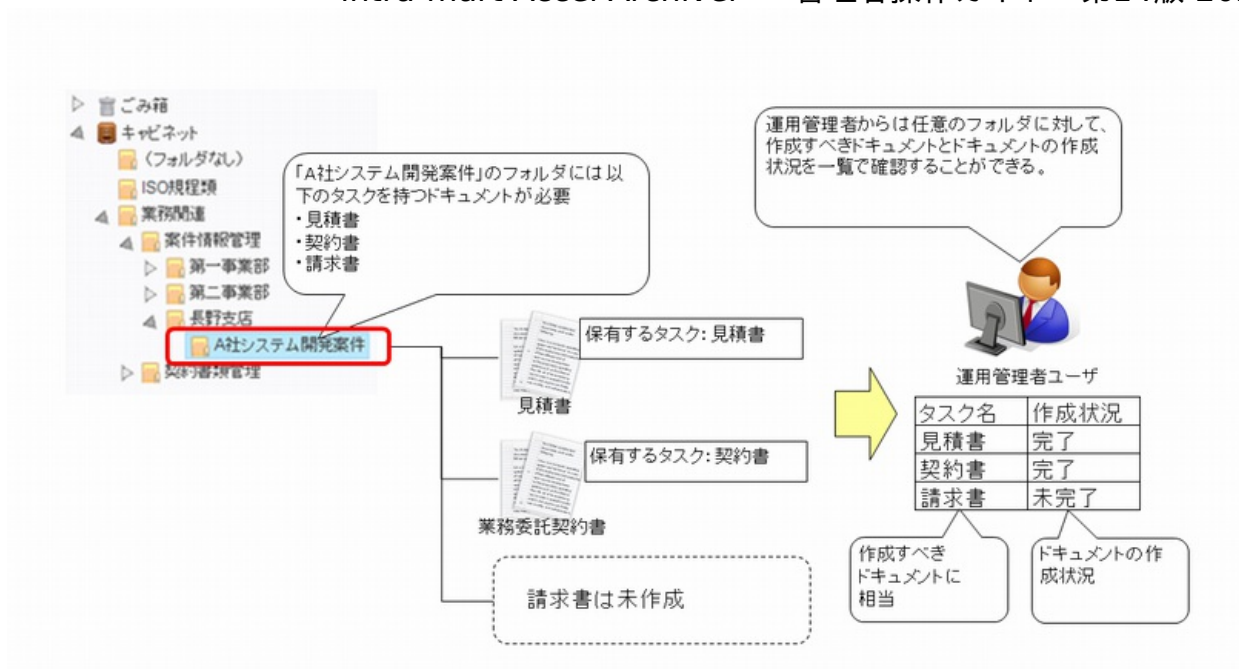 ごみ箱
キャビネット
(フォルダなし)
ISO規程類
業務関連
案件情報管理
第一事業部
第二事業部
長野支店
A社システム開発案件
契約書類管理
「A社システム開発案件」のフォルダには以
下のタスクを持つドキュメントが必要
・見積書
・契約書
・請求書
保有するタスク: 見積書
見積書
保有するタスク: 契約書
業務委託契約書
請求書は未作成
運用管理者からは任意のフォルダに対して、
作成すべきドキュメントとドキュメントの作成
状況を一覧で確認することができる。
運用管理者ユーザ
タスク名 作成状況
見積書 完了
契約書 完了
請求書 未完了
作成すべき
ドキュメントに
相当
ドキュメントの作
成状況